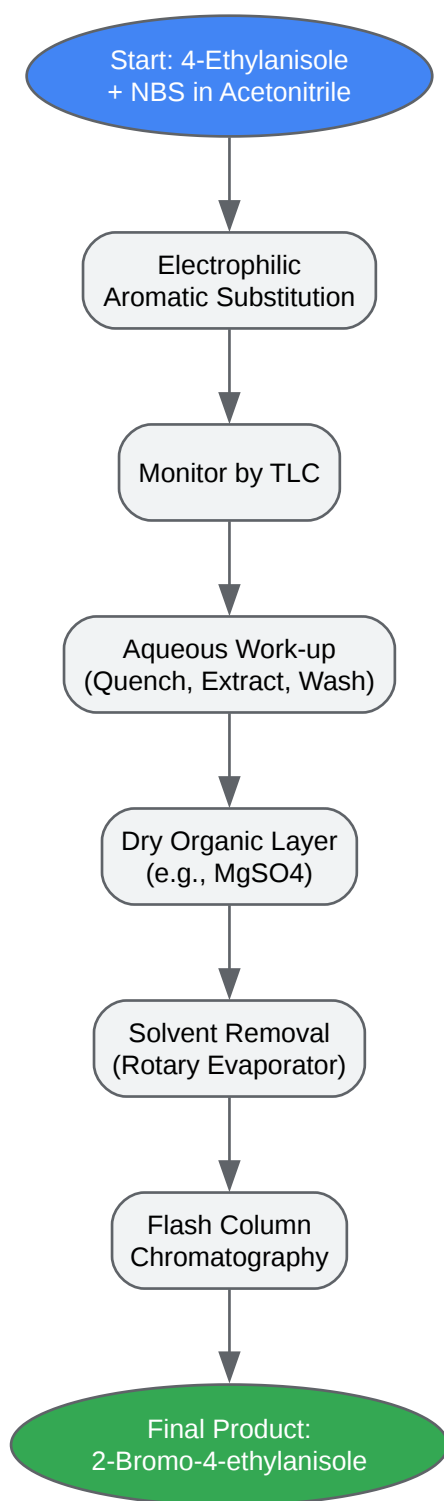 Start: 4-Ethylanisole
+ NBS in Acetonitrile
Electrophilic
Aromatic Substitution
Monitor by TLC
Aqueous Work-up
(Quench, Extract, Wash)
Dry Organic Layer
(e.g., MgSO4)
Solvent Removal
(Rotary Evaporator)
Flash Column
Chromatography
Final Product:
2-Bromo-4-ethylanisole